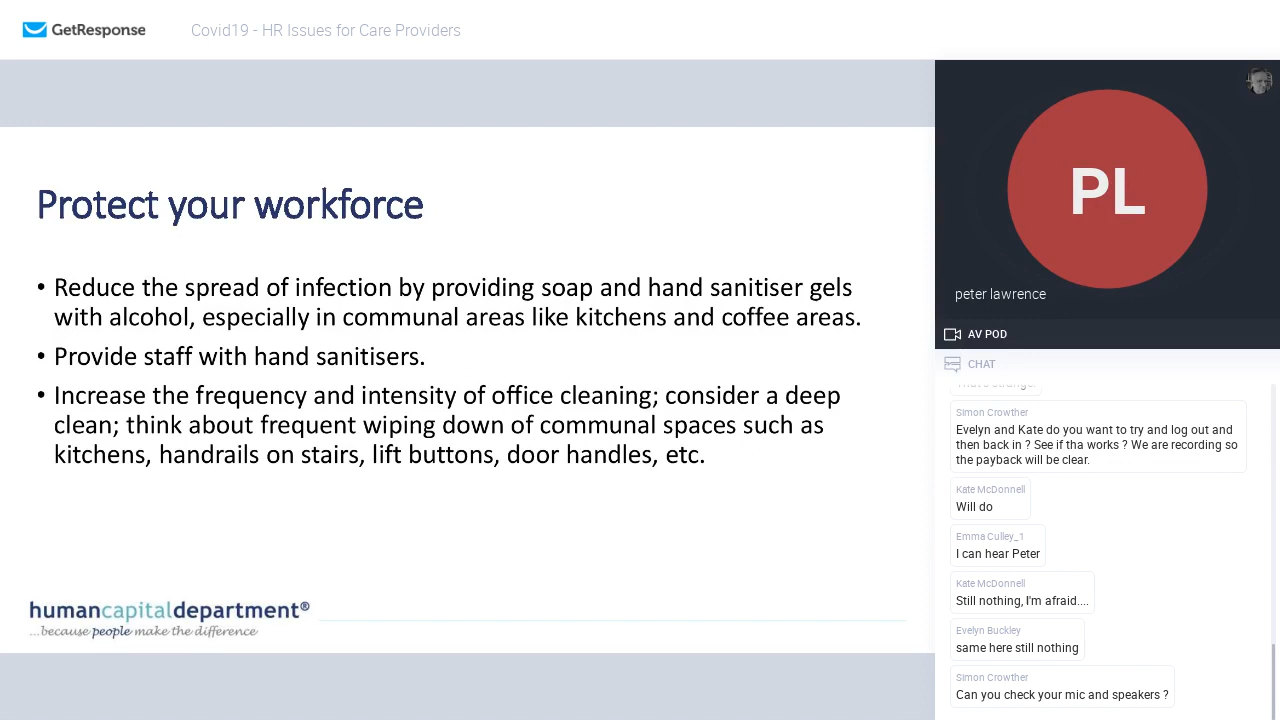 GetResponse
Covid19 - HR Issues for Care Providers
Protect your workforce
• Reduce the spread of infection by providing soap and hand sanitiser gels
with alcohol, especially in communal areas like kitchens and coffee areas.
• Provide staff with hand sanitisers.
• Increase the frequency and intensity of office cleaning; consider a deep
clean; think about frequent wiping down of communal spaces such as
kitchens, handrails on stairs, lift buttons, door handles, etc.
humancapitaldepartment®
...because people make the difference
PL
peter lawrence
AV POD
CHAT
Simon Crowther
Evelyn and Kate do you want to try and log out and
then back in ? See if tha works ? We are recording so
the payback will be clear.
Kate McDonnell
Will do
Emma Culley_1
I can hear Peter
Kate McDonnell
Still nothing, I'm afraid....
Evelyn Buckley
same here still nothing
Simon Crowther
Can you check your mic and speakers ?